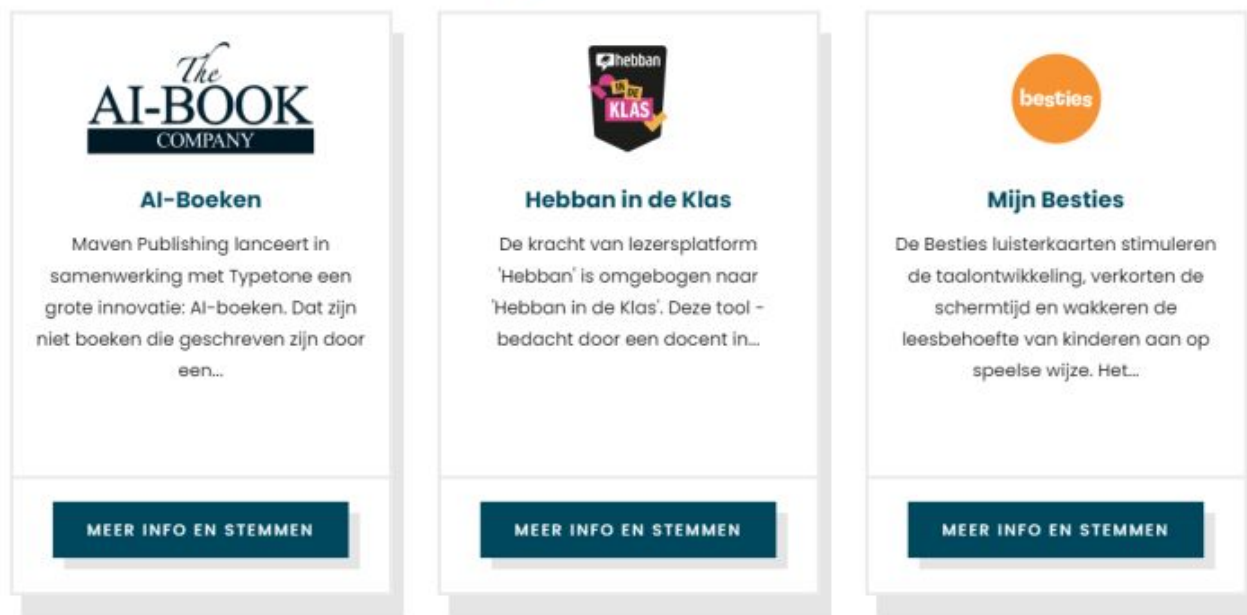 The
AI-BOOK
COMPANY
AI-Boeken
Maven Publishing lanceert in
samenwerking met Typetone een
grote innovatie: AI-boeken. Dat zijn
niet boeken die geschreven zijn door
een...
MEER INFO EN STEMMEN
hebban
IN DE
KLAS
Hebban in de Klas
De kracht van lezersplatform
'Hebban' is omgebogen naar
'Hebban in de Klas'. Deze tool -
bedacht door een docent in...
MEER INFO EN STEMMEN
besties
Mijn Besties
De Besties luisterkaarten stimuleren
de taalontwikkeling, verkorten de
schermtijd en wakkeren de
leesbehoefte van kinderen aan op
speelse wijze. Het...
MEER INFO EN STEMMEN